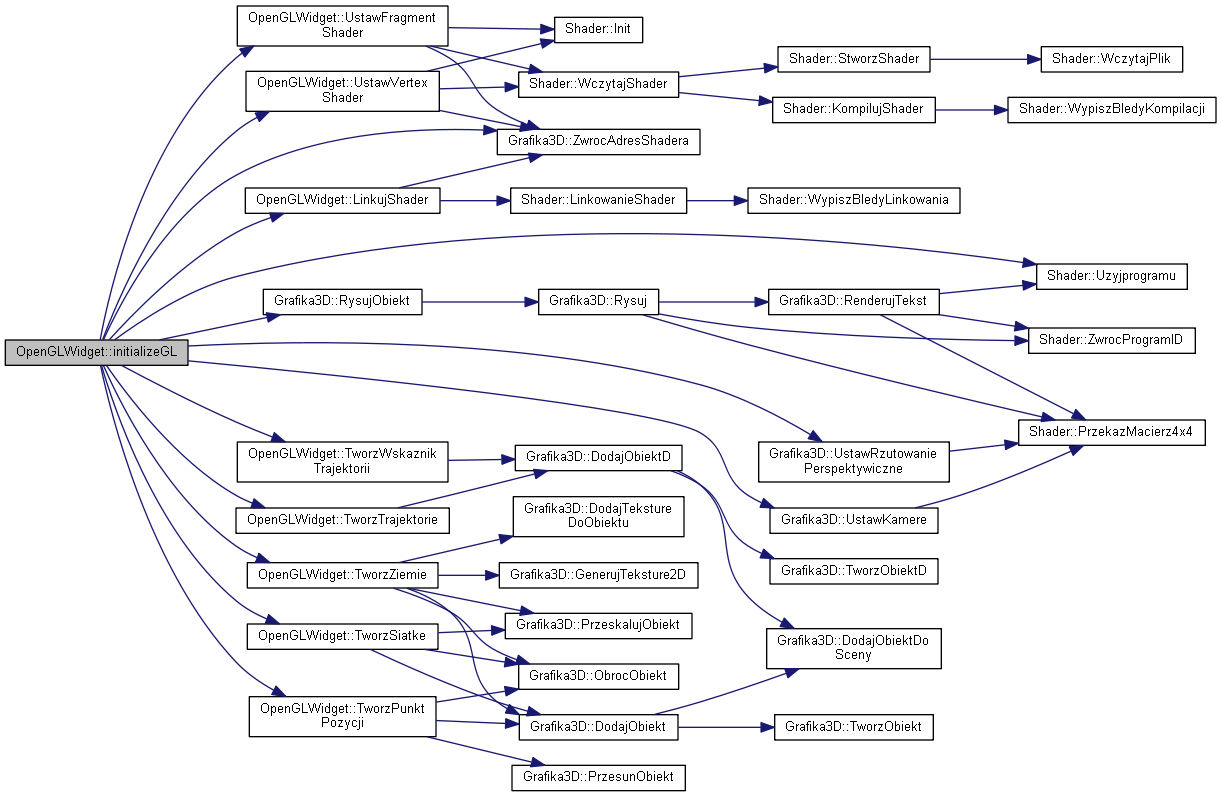 OpenGLWidget::initializeGL
OpenGLWidget::UstawFragment
Shader
OpenGLWidget::UstawVertex
Shader
OpenGLWidget::LinkujShader
Grafika3D::RysujObiekt
OpenGLWidget::TworzWskaznik
Trajektorii
OpenGLWidget::TworzTrajektorie
OpenGLWidget::TworzZiemie
OpenGLWidget::TworzSiatke
OpenGLWidget::TworzPunkt
Pozycji
Shader::Init
Shader::WczytajShader
Grafika3D::ZwrocAdresShadera
Shader::LinkowanieShader
Grafika3D::Rysuj
Grafika3D::DodajObiektD
Grafika3D::DodajTeksture
DoObiektu
Grafika3D::GenerujTeksture2D
Grafika3D::PrzeskalujObiekt
Grafika3D::ObrocObiekt
Grafika3D::DodajObiekt
Grafika3D::PrzesunObiekt
Shader::StworzShader
Shader::KompilujShader
Shader::WypiszBledyLinkowania
Grafika3D::RenderujTekst
Grafika3D::UstawRzutowanie
Perspektywiczne
Grafika3D::UstawKamere
Grafika3D::TworzObiektD
Grafika3D::DodajObiektDo
Sceny
Grafika3D::TworzObiekt
Shader::WczytajPlik
Shader::WypiszBledyKompilacji
Shader::Uzyjprogramu
Shader::ZwrocProgramID
Shader::PrzekazMacierz4x4